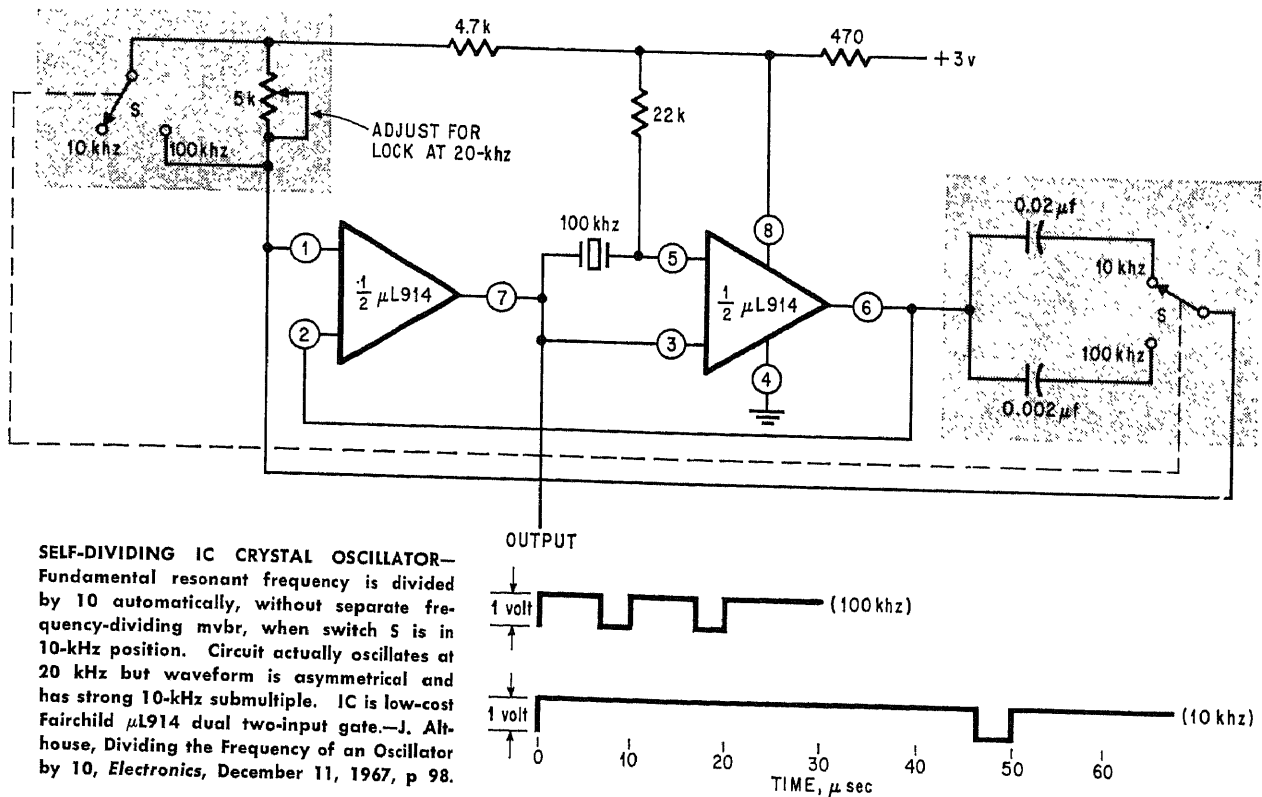 4.7k
470
+3v
S
5k
10 khz
100khz
ADJUST FOR
LOCK AT 20-khz
22k
0.02 μf
1
1/2 μL914
7
2
100khz
5
8
3
1/2 μL914
6
4
10 khz
S
100khz
0.002 μf
OUTPUT
SELF-DIVIDING IC CRYSTAL OSCILLATOR—
Fundamental resonant frequency is divided
by 10 automatically, without separate fre-
quency-dividing mvbr, when switch S is in
10-kHz position. Circuit actually oscillates at
20 kHz but waveform is asymmetrical and
has strong 10-kHz submultiple. IC is low-cost
Fairchild μL914 dual two-input gate.—J. Alt-
house, Dividing the Frequency of an Oscillator
by 10, Electronics, December 11, 1967, p 98.
1 volt
(100 khz)
1 volt
(10 khz)
0 10 20 30 40 50 60
TIME, μ sec